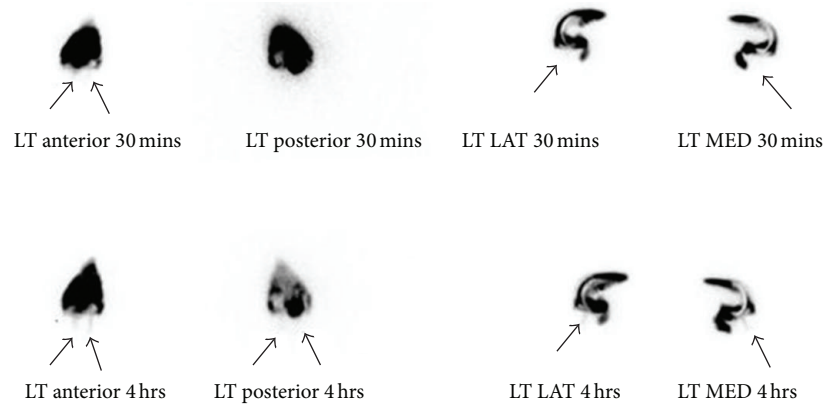 LT anterior 30 mins
LT posterior 30 mins
LT LAT 30 mins
LT MED 30 mins
LT anterior 4 hrs
LT posterior 4 hrs
LT LAT 4 hrs
LT MED 4 hrs